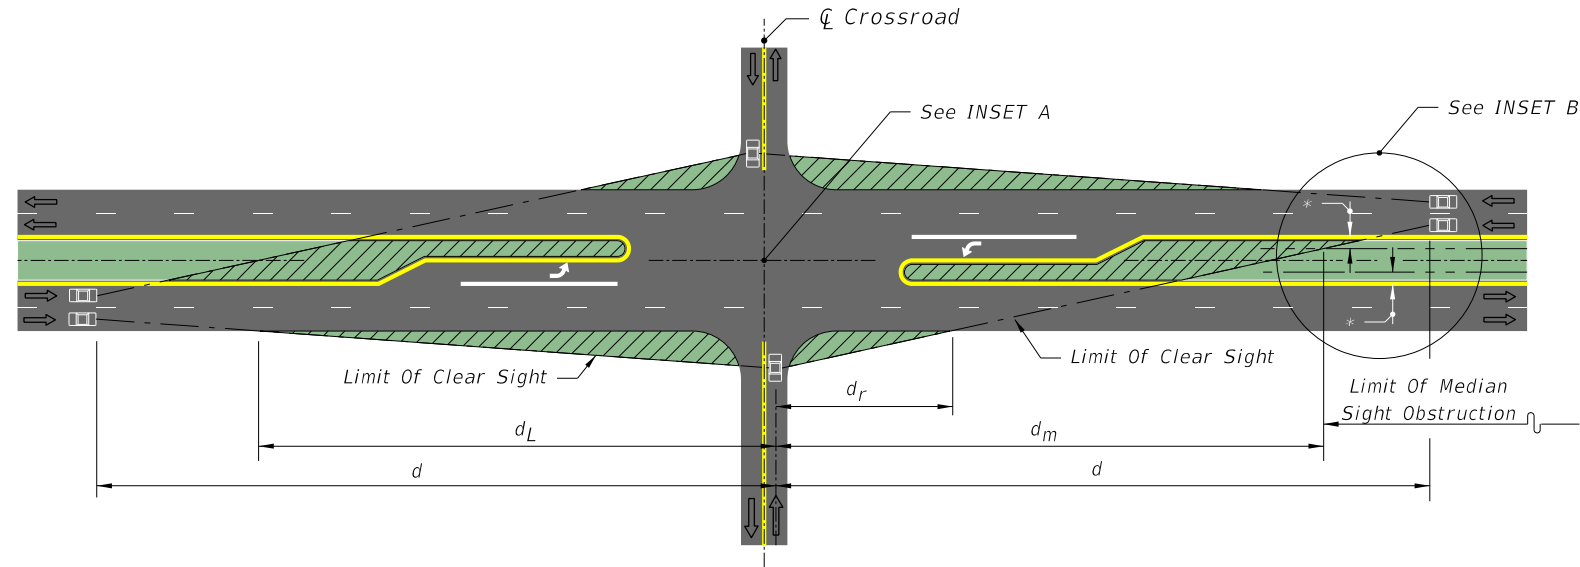 ℄ Crossroad
See INSET A
See INSET B
*
*
Limit Of Clear Sight
Limit Of Clear Sight
Limit Of Median
Sight Obstruction
dr
dL
dm
d
d